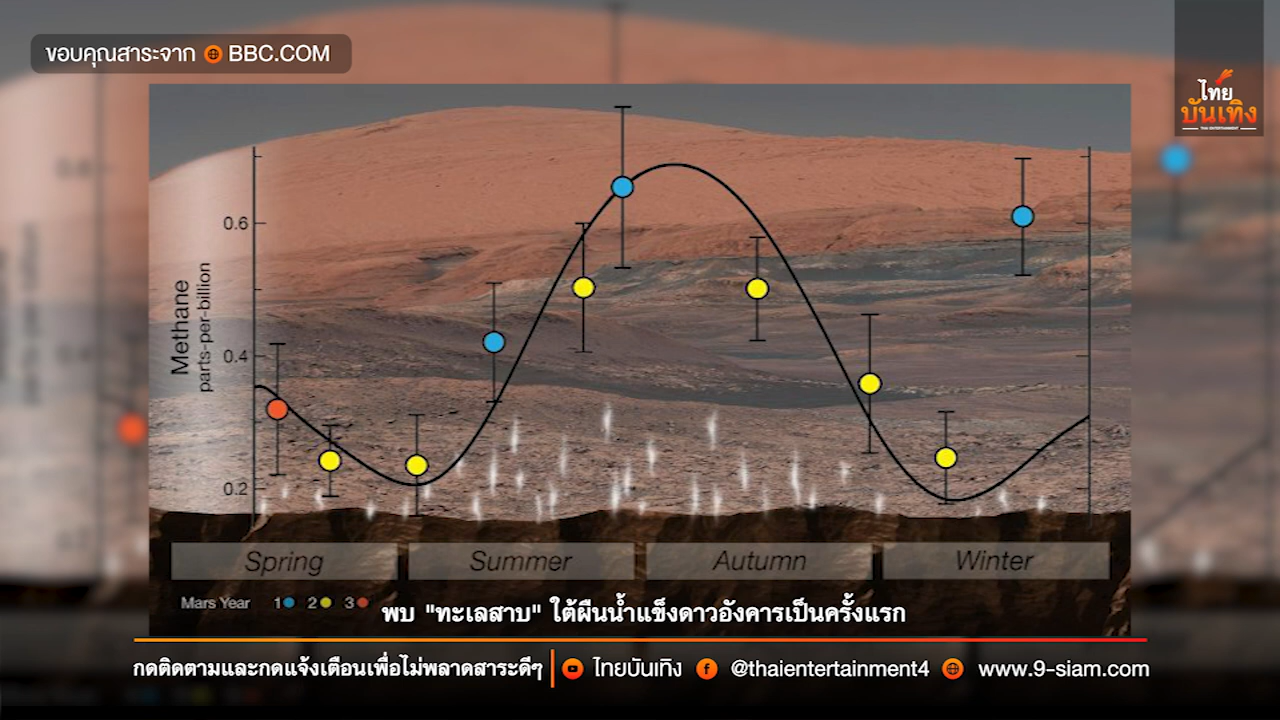 ขอบคุณสาระจาก BBC.COM
ไทย
บันเทิง
THAI ENTERTAINMENT
0.6
0.4
0.2
Methane
parts-per-billion
Spring Summer Autumn Winter
Mars Year 1 2 3
พบ "ทะเลสาบ" ใต้ผืนน้ำแข็งดาวอังคารเป็นครั้งแรก
กดติดตามและกดแจ้งเตือนเพื่อไม่พลาดสาระดีๆ ไทยบันเทิง @thaientertainment4 www.9-siam.com